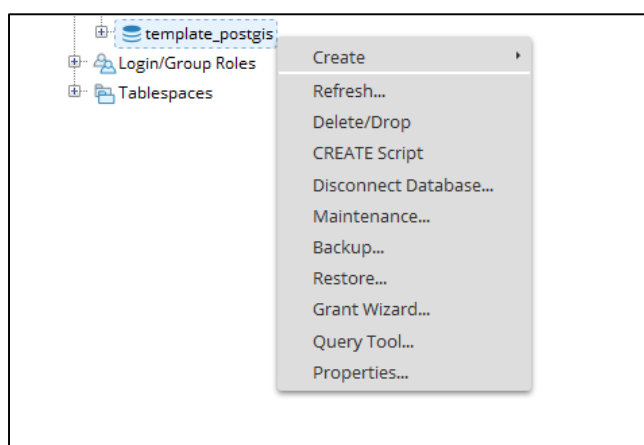 template_postgis
Login/Group Roles
Tablespaces
Create
Refresh...
Delete/Drop
CREATE Script
Disconnect Database...
Maintenance...
Backup...
Restore...
Grant Wizard...
Query Tool...
Properties...